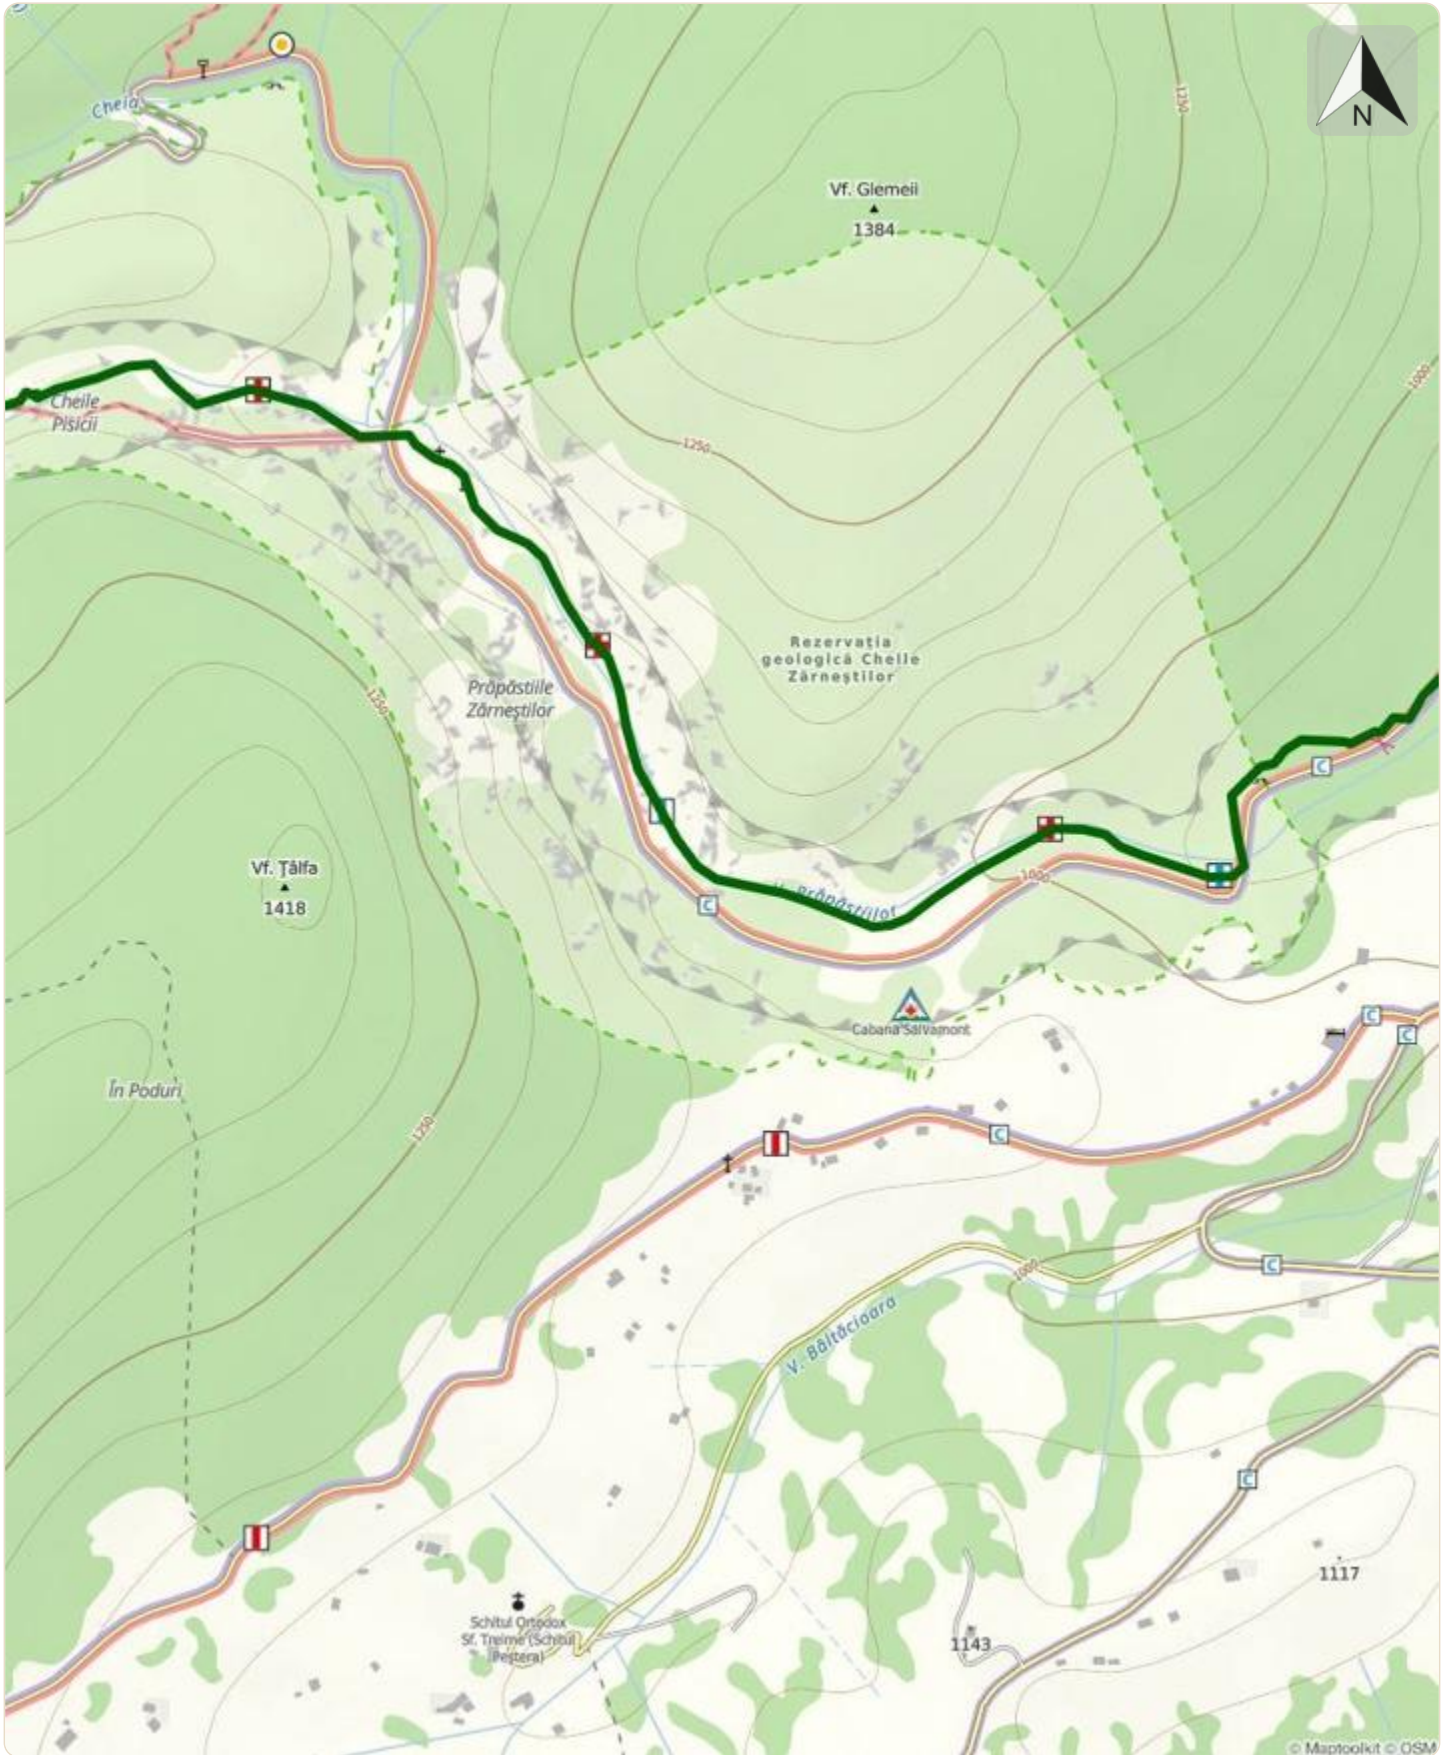 N
Cheia
1250
Vf. Glemeii
1384
1000
Cheile
Pisicii
1250
Rezervația
geologică Cheile
Zărneștilor
Prăpăstiile
Zărneștilor
1250
C
Vf. Țâlfa
1418
1000
C
Prăpăstiilor
Cabana Salvamont
C
C
În Poduri
1250
C
1000
C
V. Bâltăcioara
C
1117
Schitul Ortodox
Sf. Treime (Schitul
Peștera)
1143
© Maptoolkit © OSM